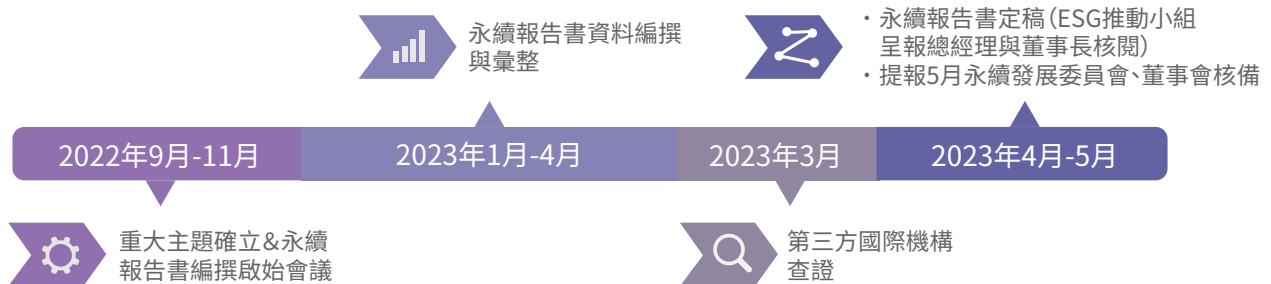 永續報告書資料編撰
與彙整
・永續報告書定稿（ESG推動小組
呈報總經理與董事長核閱）
・提報5月永續發展委員會、董事會核備
2022年9月-11月
2023年1月-4月
2023年3月
2023年4月-5月
重大主題確立&永續
報告書編撰啟始會議
第三方國際機構
查證